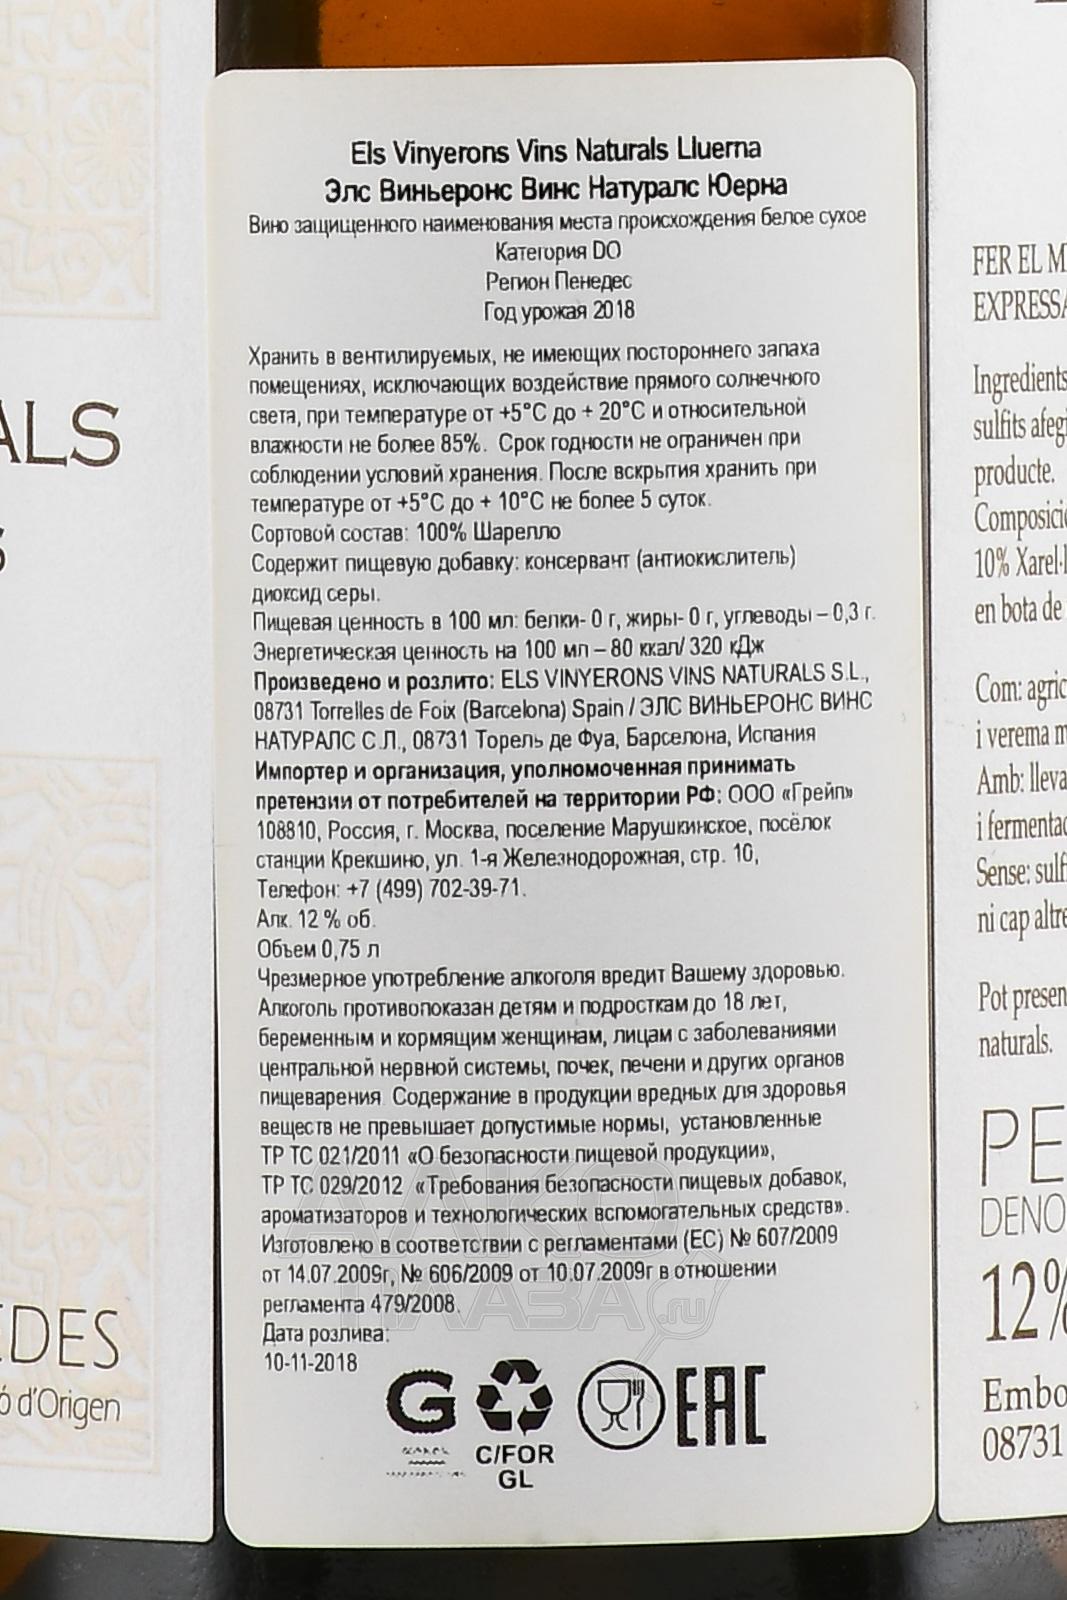 Els Vinyerons Vins Naturals Lluerna
Элс Виньеронс Винс Натуралс Юерна
Вино защищенного наименования места происхождения белое сухое
Категория DO
Регион Пенедес
Год урожая 2018
Хранить в вентилируемых, не имеющих постороннего запаха
помещениях, исключающих воздействие прямого солнечного
света, при температуре от +5°С до + 20°С и относительной
влажности не более 85%. Срок годности не ограничен при
соблюдении условий хранения. После вскрытия хранить при
температуре от +5°С до + 10°С не более 5 суток.
Сортовой состав: 100% Шарелло
Содержит пищевую добавку: консервант (антиокислитель)
диоксид серы.
Пищевая ценность в 100 мл: белки- 0 г, жиры- 0 г, углеводы – 0,3 г.
Энергетическая ценность на 100 мл – 80 ккал/ 320 кДж
Произведено и розлито: ELS VINYERONS VINS NATURALS S.L.,
08731 Torrelles de Foix (Barcelona) Spain / ЭЛС ВИНЬЕРОНС ВИНС
НАТУРАЛС С.Л., 08731 Торель де Фуа, Барселона, Испания
Импортер и организация, уполномоченная принимать
претензии от потребителей на территории РФ: ООО «Грейп»
108810, Россия, г. Москва, поселение Марушкинское, посёлок
станции Крекшино, ул. 1-я Железнодорожная, стр. 10,
Телефон: +7 (499) 702-39-71.
Алк. 12 % об.
Объем 0,75 л
Чрезмерное употребление алкоголя вредит Вашему здоровью.
Алкоголь противопоказан детям и подросткам до 18 лет,
беременным и кормящим женщинам, лицам с заболеваниями
центральной нервной системы, почек, печени и других органов
пищеварения. Содержание в продукции вредных для здоровья
веществ не превышает допустимые нормы, установленные
ТР ТС 021/2011 «О безопасности пищевой продукции»,
ТР ТС 029/2012 «Требования безопасности пищевых добавок,
ароматизаторов и технологических вспомогательных средств».
Изготовлено в соответствии с регламентами (ЕС) № 607/2009
от 14.07.2009г, № 606/2009 от 10.07.2009г в отношении
регламента 479/2008.
Дата розлива:
10-11-2018
G
C/FOR
GL
EAC
ALS
S
EDES
ó d'Origen
FER EL M
EXPRESSA
Ingredients
sulfits afegi
producte.
Composició
10% Xarel·l
en bota de
Com: agric
i verema m
Amb: lleva
i fermentac
Sense: sulf
ni cap altre
Pot presen
naturals.
PE
DENO
12%
Embo
08731
АЛКО
ПЛАЗА.ru